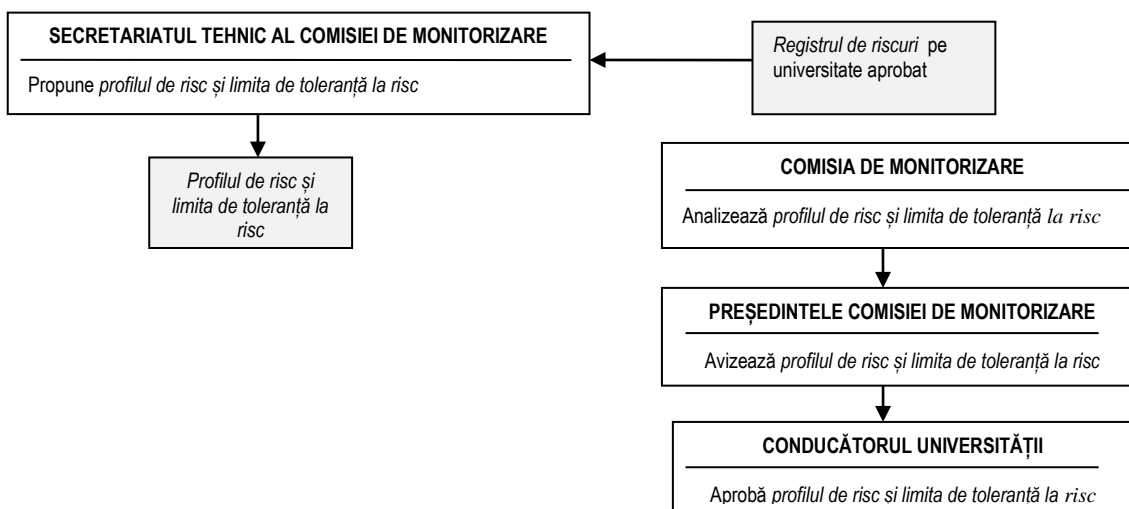 SECRETARIATUL TEHNIC AL COMISIEI DE MONITORIZARE
Propune profilul de risc și limita de toleranță la risc
Registrul de riscuri pe
universitate aprobat
Profilul de risc și
limita de toleranță la
risc
COMISIA DE MONITORIZARE
Analizează profilul de risc și limita de toleranță la risc
PREȘEDINTELE COMISIEI DE MONITORIZARE
Avizează profilul de risc și limita de toleranță la risc
CONDUCĂTORUL UNIVERSITĂȚII
Aprobă profilul de risc și limita de toleranță la risc